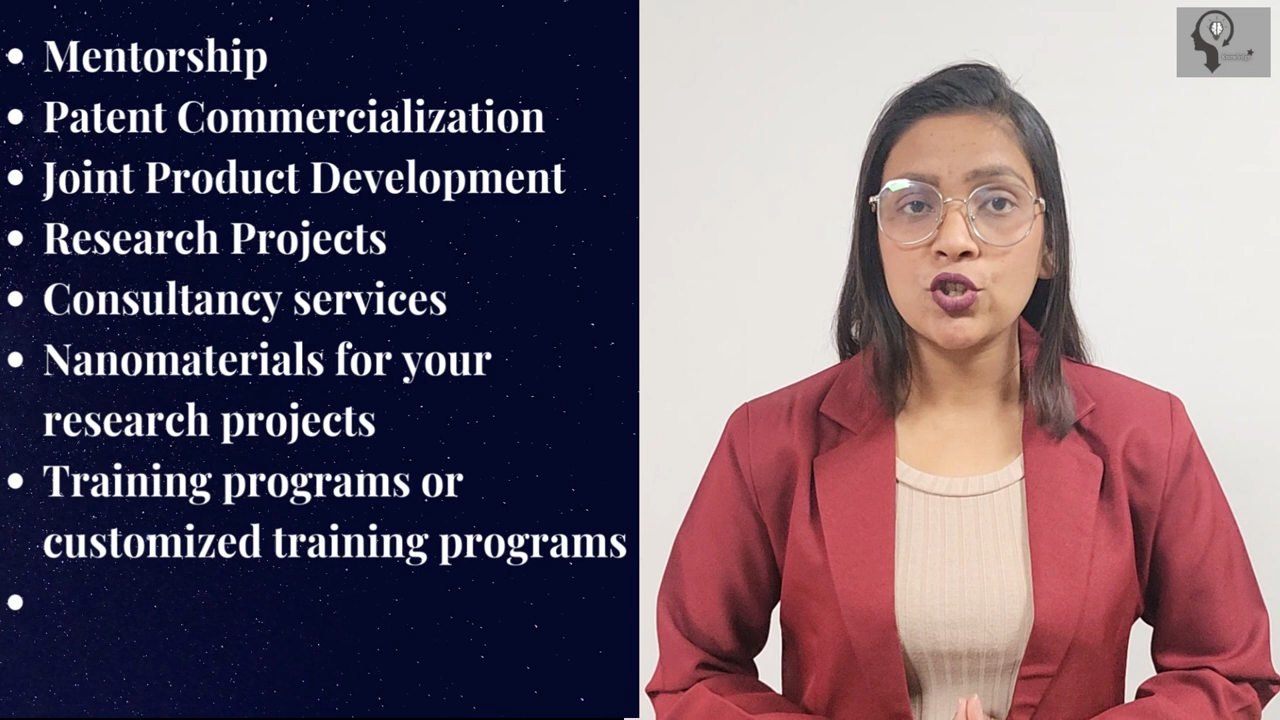 Mentorship
Patent Commercialization
Joint Product Development
Research Projects
Consultancy services
Nanomaterials for your
research projects
Training programs or
customized training programs